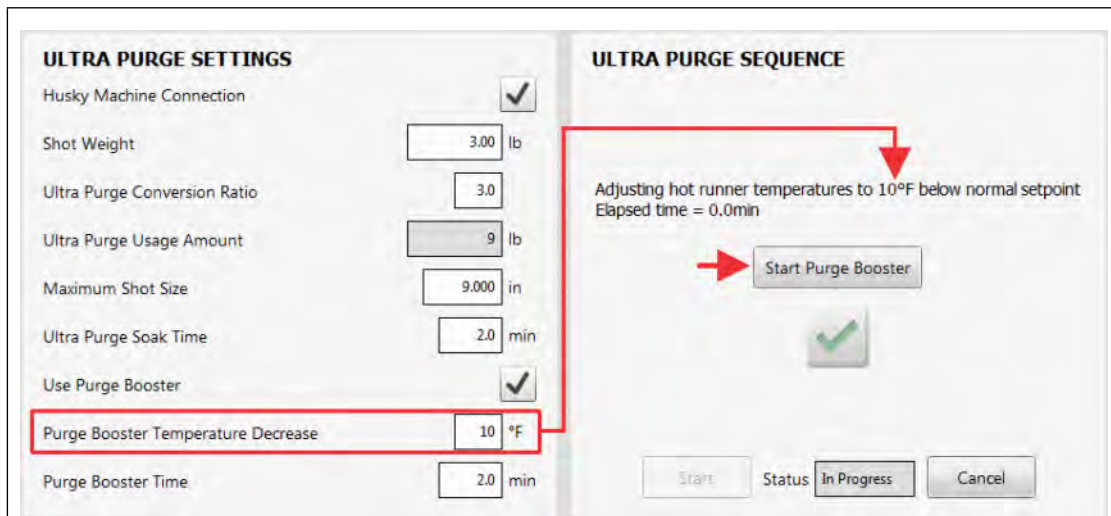 ULTRA PURGE SETTINGS
Husky Machine Connection
Shot Weight 3.00 lb
Ultra Purge Conversion Ratio 3.0
Ultra Purge Usage Amount 9 lb
Maximum Shot Size 9.000 in
Ultra Purge Soak Time 2.0 min
Use Purge Booster
Purge Booster Temperature Decrease 10 °F
Purge Booster Time 2.0 min
ULTRA PURGE SEQUENCE
Adjusting hot runner temperatures to 10°F below normal setpoint
Elapsed time = 0.0min
Start Purge Booster
Start Status In Progress Cancel